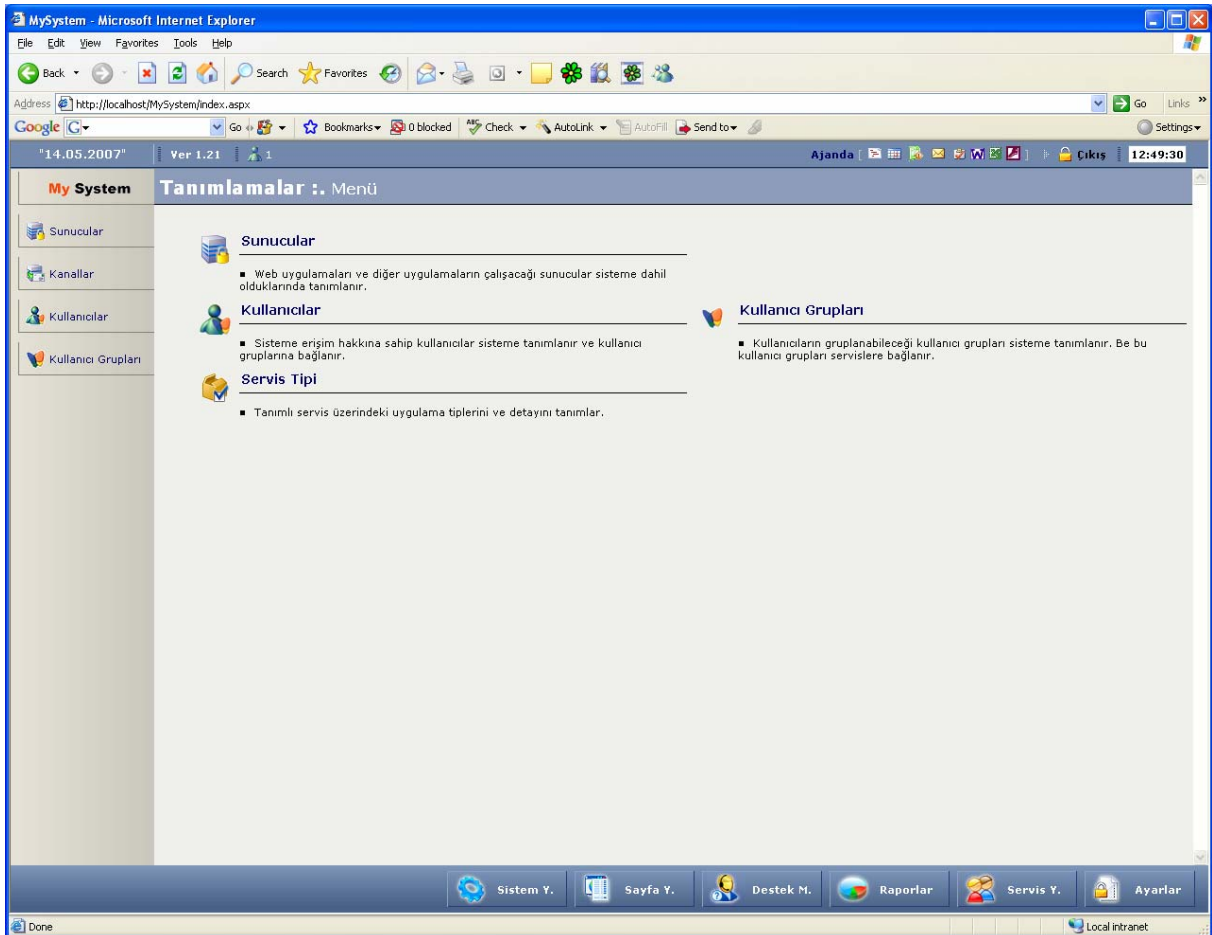 MySystem - Microsoft Internet Explorer
File Edit View Favorites Tools Help
Back Search Favorites
Address http://localhost/MySystem/index.aspx Go Links »
Google G Go Bookmarks 0 blocked ABC Check AutoLink AutoFill Send to Settings
"14.05.2007" Ver 1.21 1 Ajanda [ ] Çıkış 12:49:30
My System
Tanımlamalar :. Menü
Sunucular
Kanallar
Kullanıcılar
Kullanıcı Grupları
Sunucular
▪ Web uygulamaları ve diğer uygulamaların çalışacağı sunucular sisteme dahil
olduklarında tanımlanır.
Kullanıcılar
▪ Sisteme erişim hakkına sahip kullanıcılar sisteme tanımlanır ve kullanıcı
gruplarına bağlanır.
Kullanıcı Grupları
▪ Kullanıcıların gruplanabileceği kullanıcı grupları sisteme tanımlanır. Be bu
kullanıcı grupları servislere bağlanır.
Servis Tipi
▪ Tanımlı servis üzerindeki uygulama tiplerini ve detayını tanımlar.
Sistem Y. Sayfa Y. Destek M. Raporlar Servis Y. Ayarlar
Done Local intranet